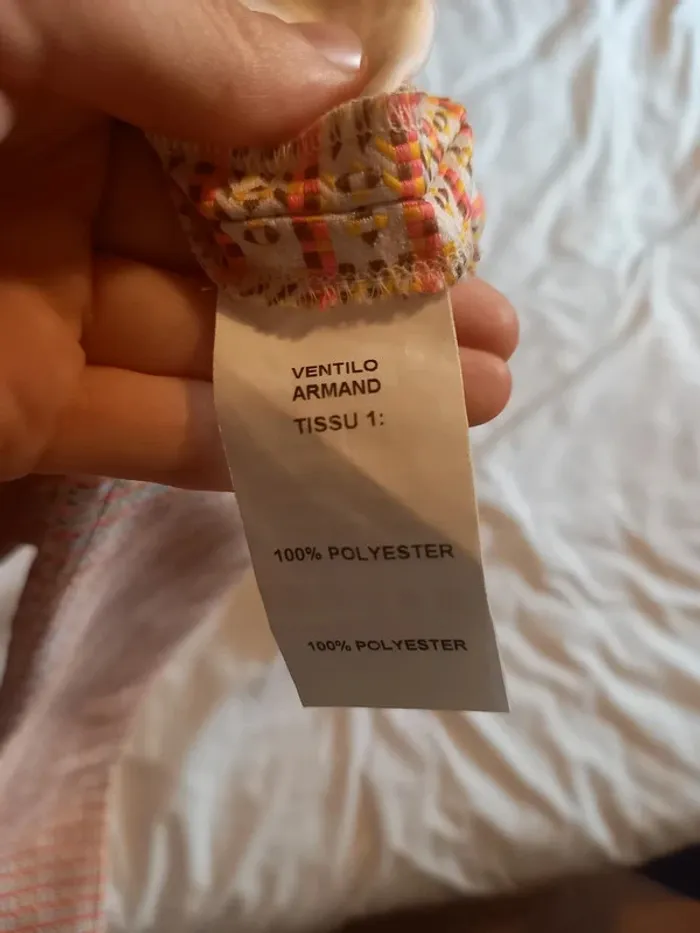 VENTILO
ARMAND
TISSU 1:
100% POLYESTER
100% POLYESTER